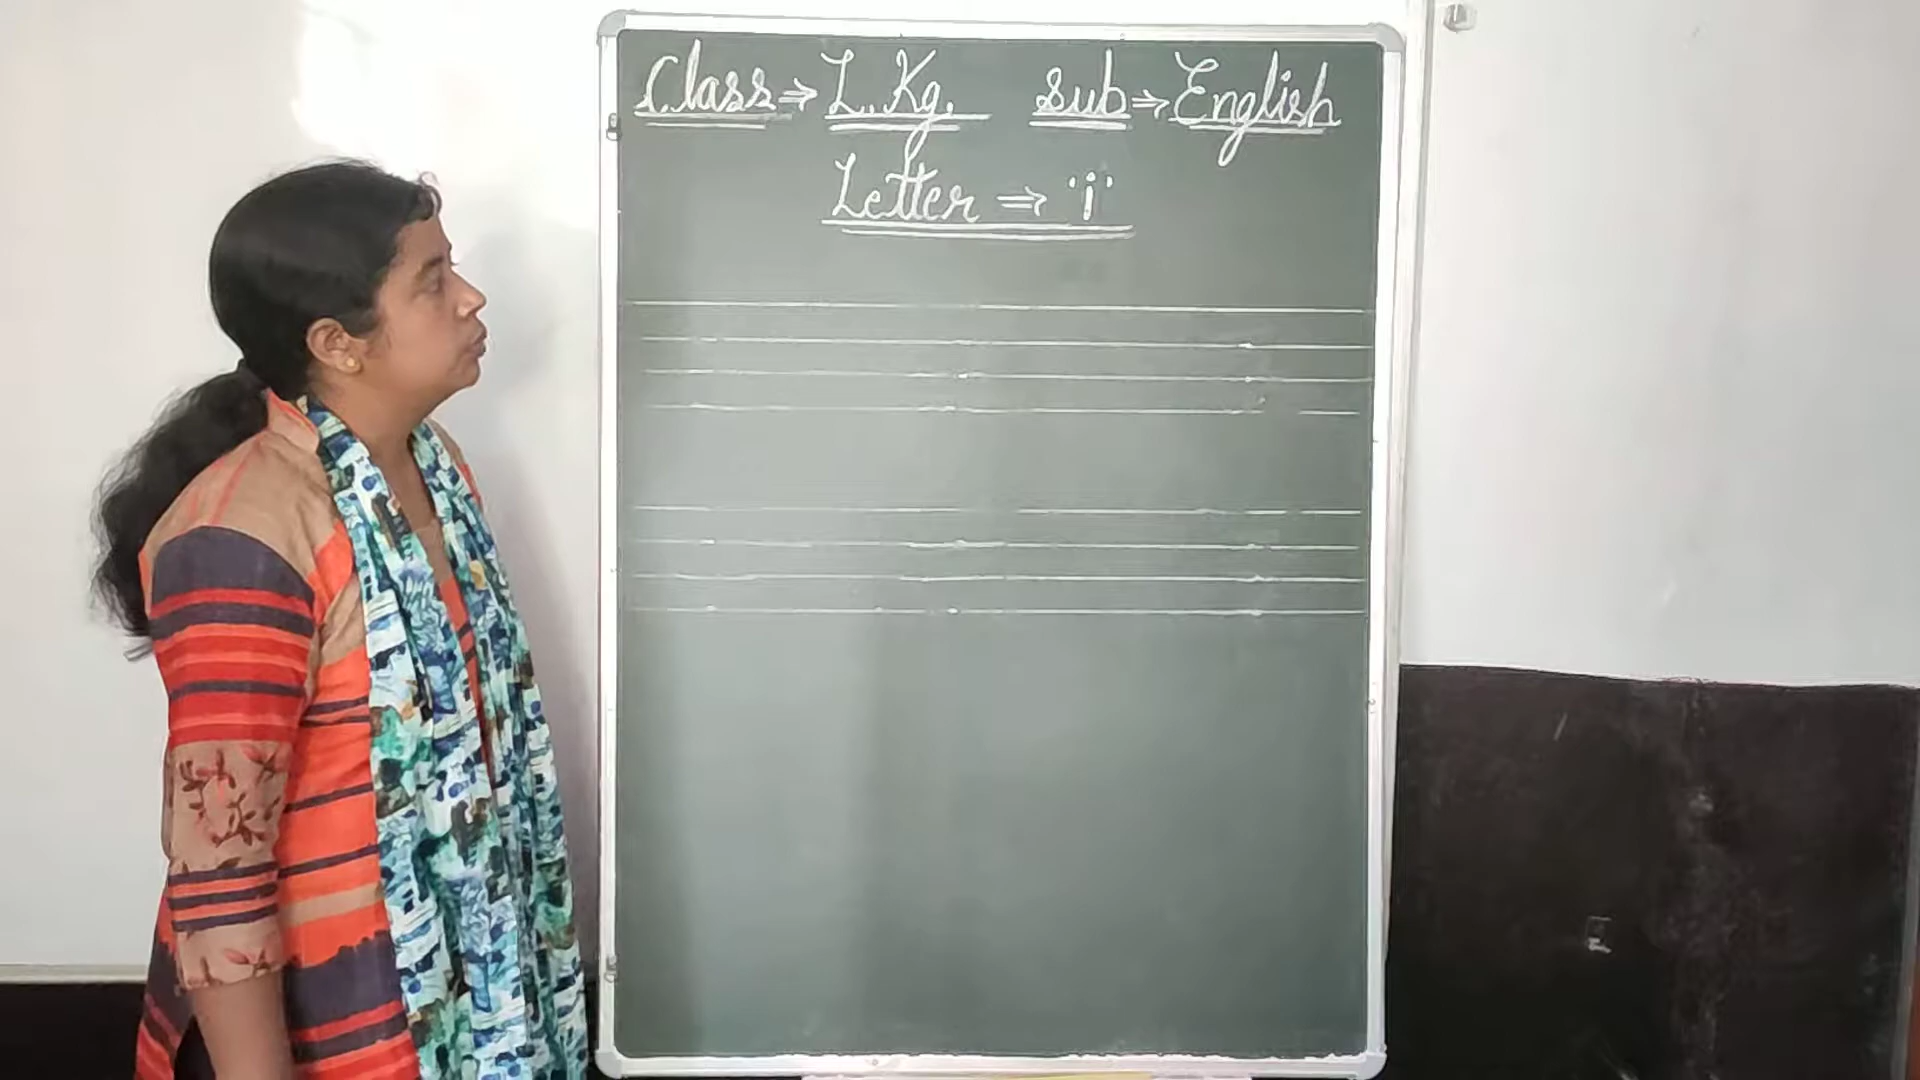 Class ⇒ L.Kg. Sub ⇒ English
Letter ⇒ 'i'